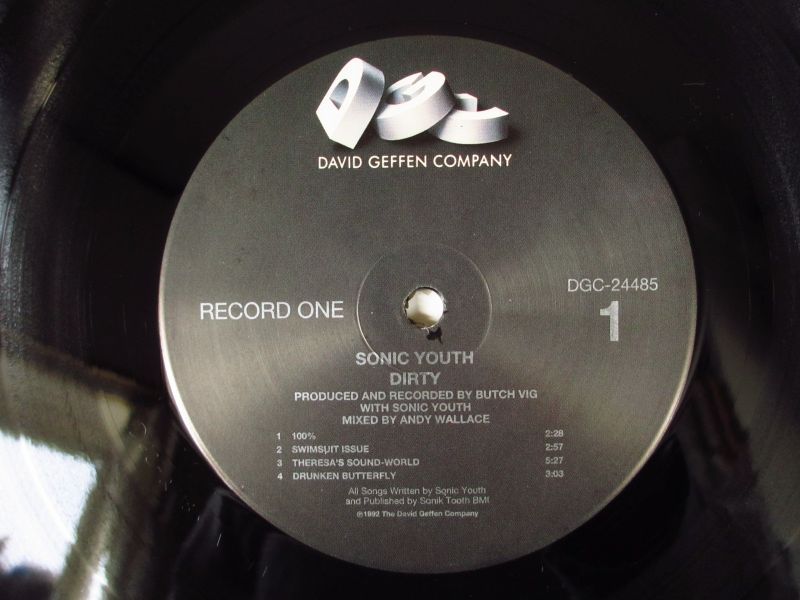 DGC
DAVID GEFFEN COMPANY
DGC-24485
RECORD ONE
1
SONIC YOUTH
DIRTY
PRODUCED AND RECORDED BY BUTCH VIG
WITH SONIC YOUTH
MIXED BY ANDY WALLACE
1 100% 2:28
2 SWIMSUIT ISSUE 2:57
3 THERESA'S SOUND-WORLD 5:27
4 DRUNKEN BUTTERFLY 3:03
All Songs Written by Sonic Youth
and Published by Sonik Tooth BMI
℗1992 The David Geffen Company